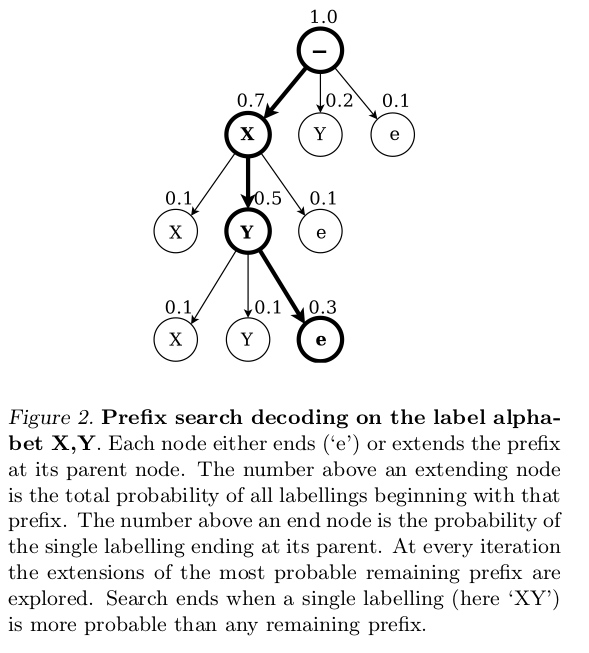 1.0
–
0.7 0.2 0.1
X Y e
0.1 0.5 0.1
X Y e
0.1 0.1 0.3
X Y e
Figure 2. Prefix search decoding on the label alpha-
bet X,Y. Each node either ends (‘e’) or extends the prefix
at its parent node. The number above an extending node
is the total probability of all labellings beginning with that
prefix. The number above an end node is the probability of
the single labelling ending at its parent. At every iteration
the extensions of the most probable remaining prefix are
explored. Search ends when a single labelling (here ‘XY’)
is more probable than any remaining prefix.